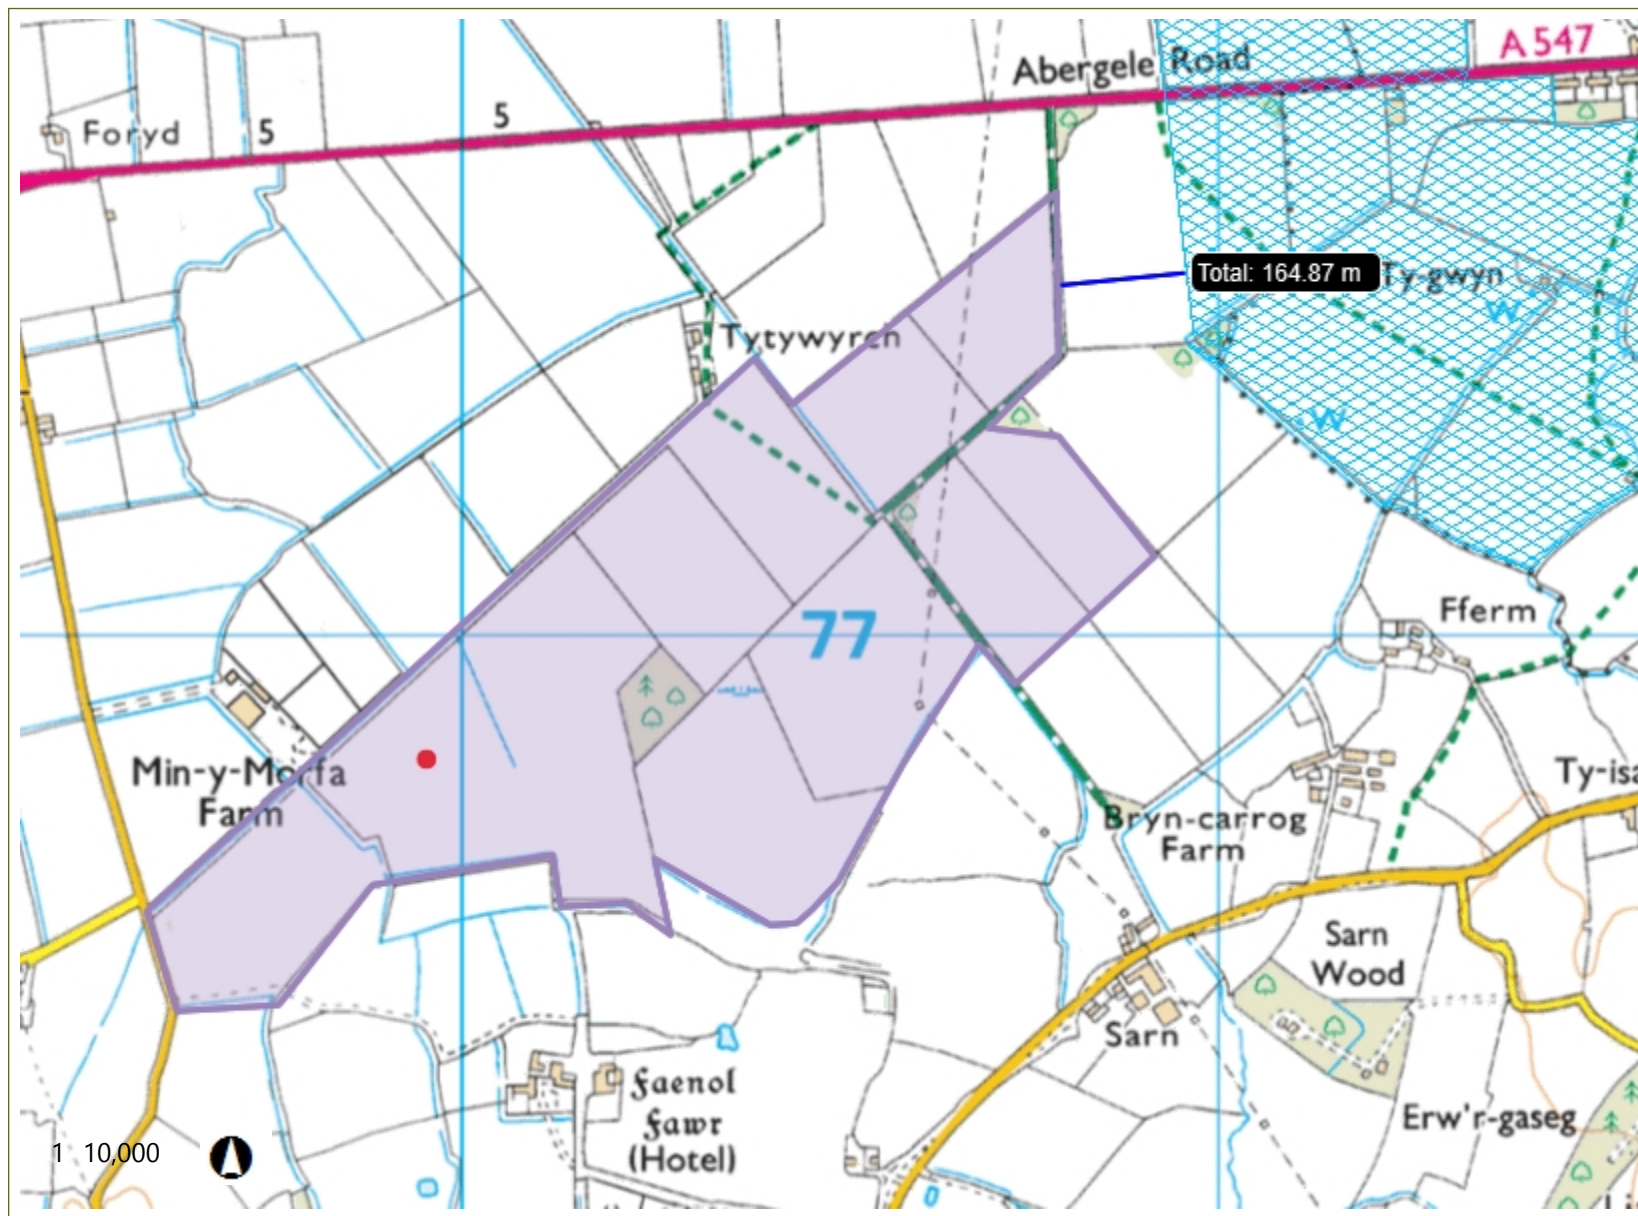 A 547
Abergele Road
5
5
Foryd
Total: 164.87 m
Ty-gwyn
W
Tytywyrch
W
77
Fferm
Min-y-Morfa
Farm
Ty-isa
Bryn-carrog
Farm
Sarn
Wood
Sarn
Faenol
Fawr
(Hotel)
Erw'r-gaseg
1 10,000